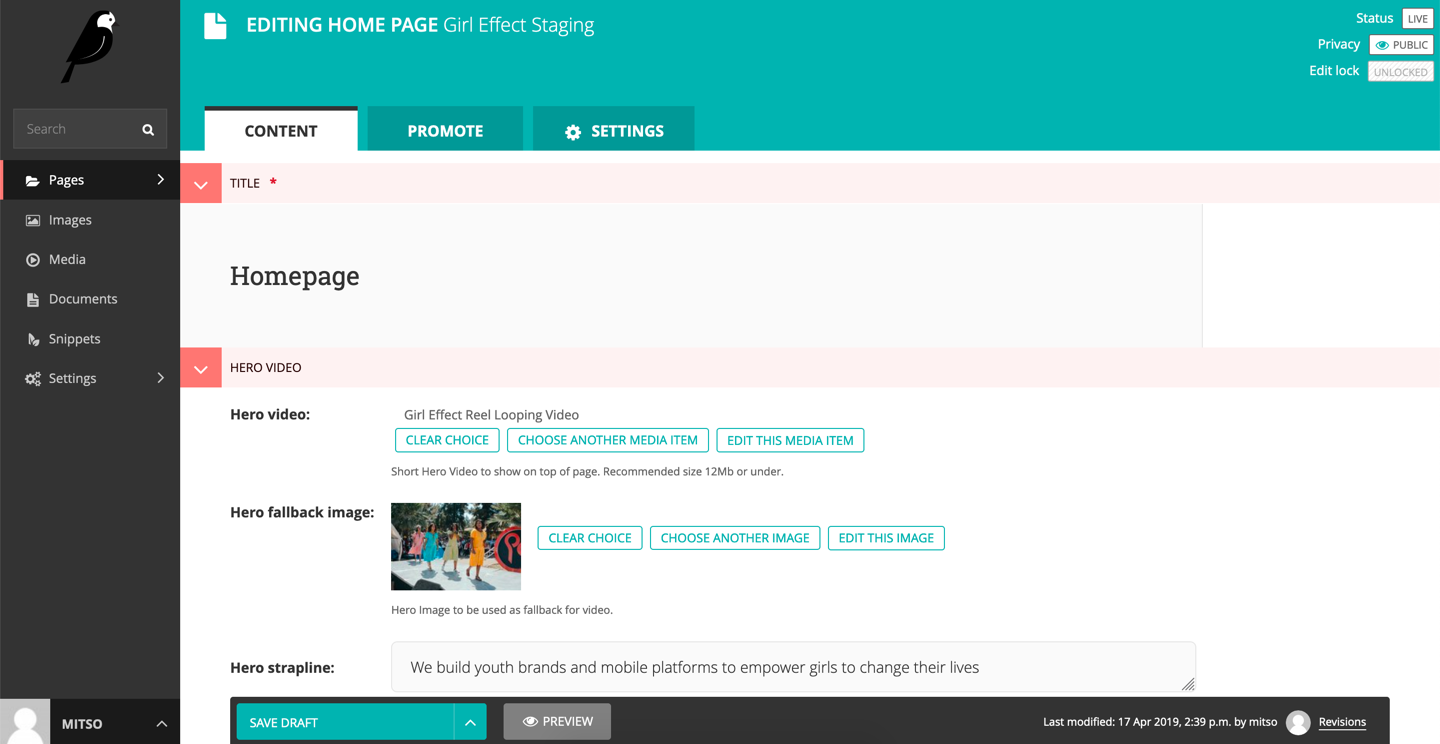 EDITING HOME PAGE Girl Effect Staging
Status LIVE
Privacy PUBLIC
Edit lock UNLOCKED
Search
Pages
Images
Media
Documents
Snippets
Settings
MITSO
CONTENT PROMOTE SETTINGS
TITLE *
Homepage
HERO VIDEO
Hero video: Girl Effect Reel Looping Video
CLEAR CHOICE CHOOSE ANOTHER MEDIA ITEM EDIT THIS MEDIA ITEM
Short Hero Video to show on top of page. Recommended size 12Mb or under.
Hero fallback image:
CLEAR CHOICE CHOOSE ANOTHER IMAGE EDIT THIS IMAGE
Hero Image to be used as fallback for video.
Hero strapline: We build youth brands and mobile platforms to empower girls to change their lives
SAVE DRAFT PREVIEW Last modified: 17 Apr 2019, 2:39 p.m. by mitso Revisions